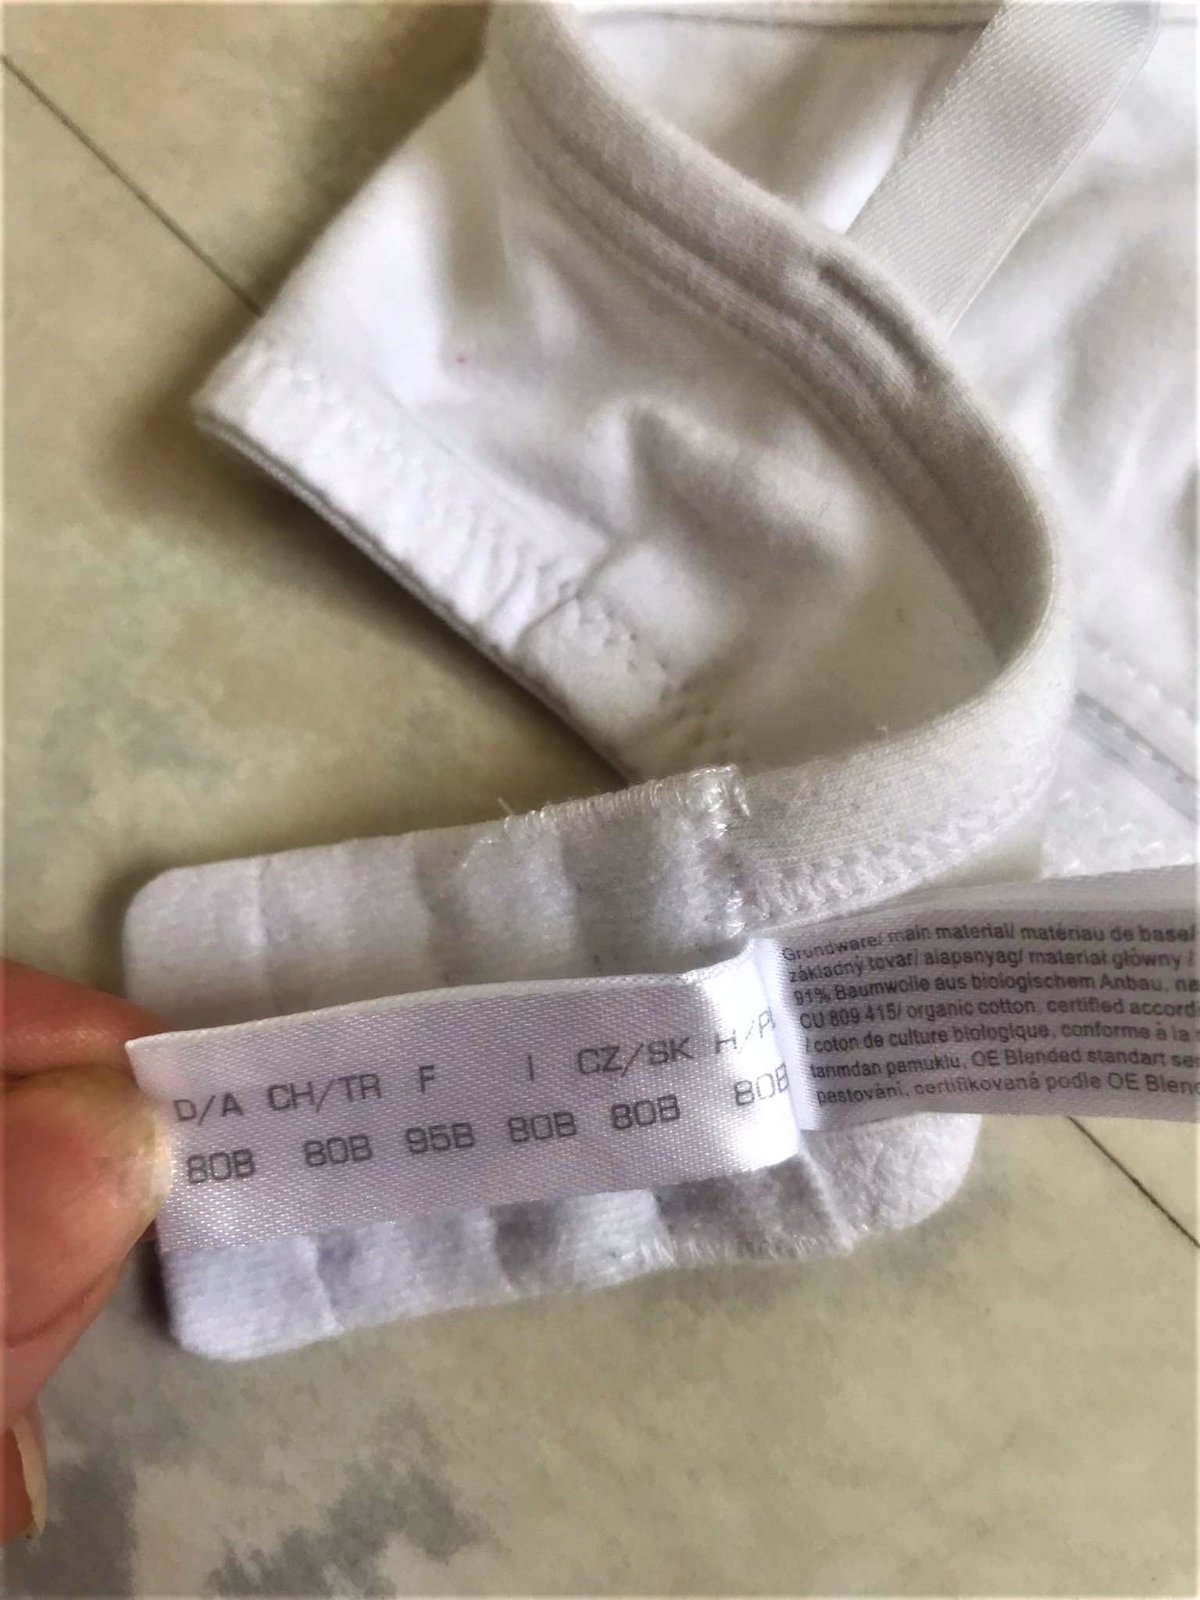 D/A CH/TR F I CZ/SK H/PL
80B 80B 95B 80B 80B 80B
Grundware/ main material/ matériau de base/
základný tovar/ alapanyag/ materiał główny /
91% Baumwolle aus biologischem Anbau,
CU 809 415/ organic cotton, certified
/ coton de culture biologique, conforme à la
tarımdan pamuklu, OE Blended standart
pestování, certifikovaná podle OE